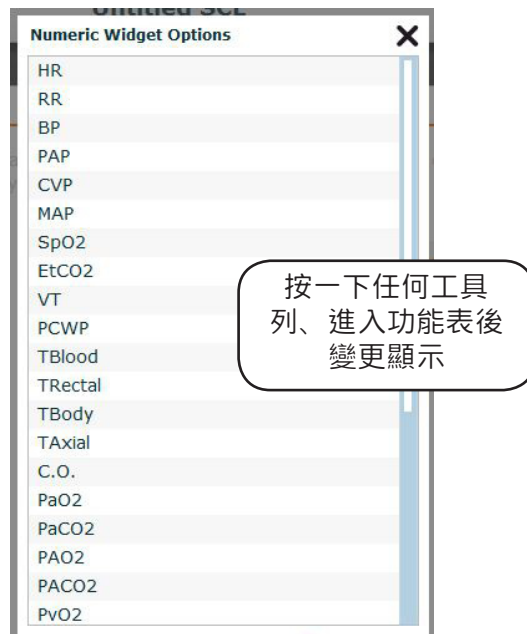 Untitled SCE
Numeric Widget Options
HR
RR
BP
PAP
CVP
MAP
SpO2
EtCO2
VT
PCWP
TBlood
TRectal
TBody
TAxial
C.O.
PaO2
PaCO2
PAO2
PACO2
PvO2
按一下任何工具
列、進入功能表後
變更顯示